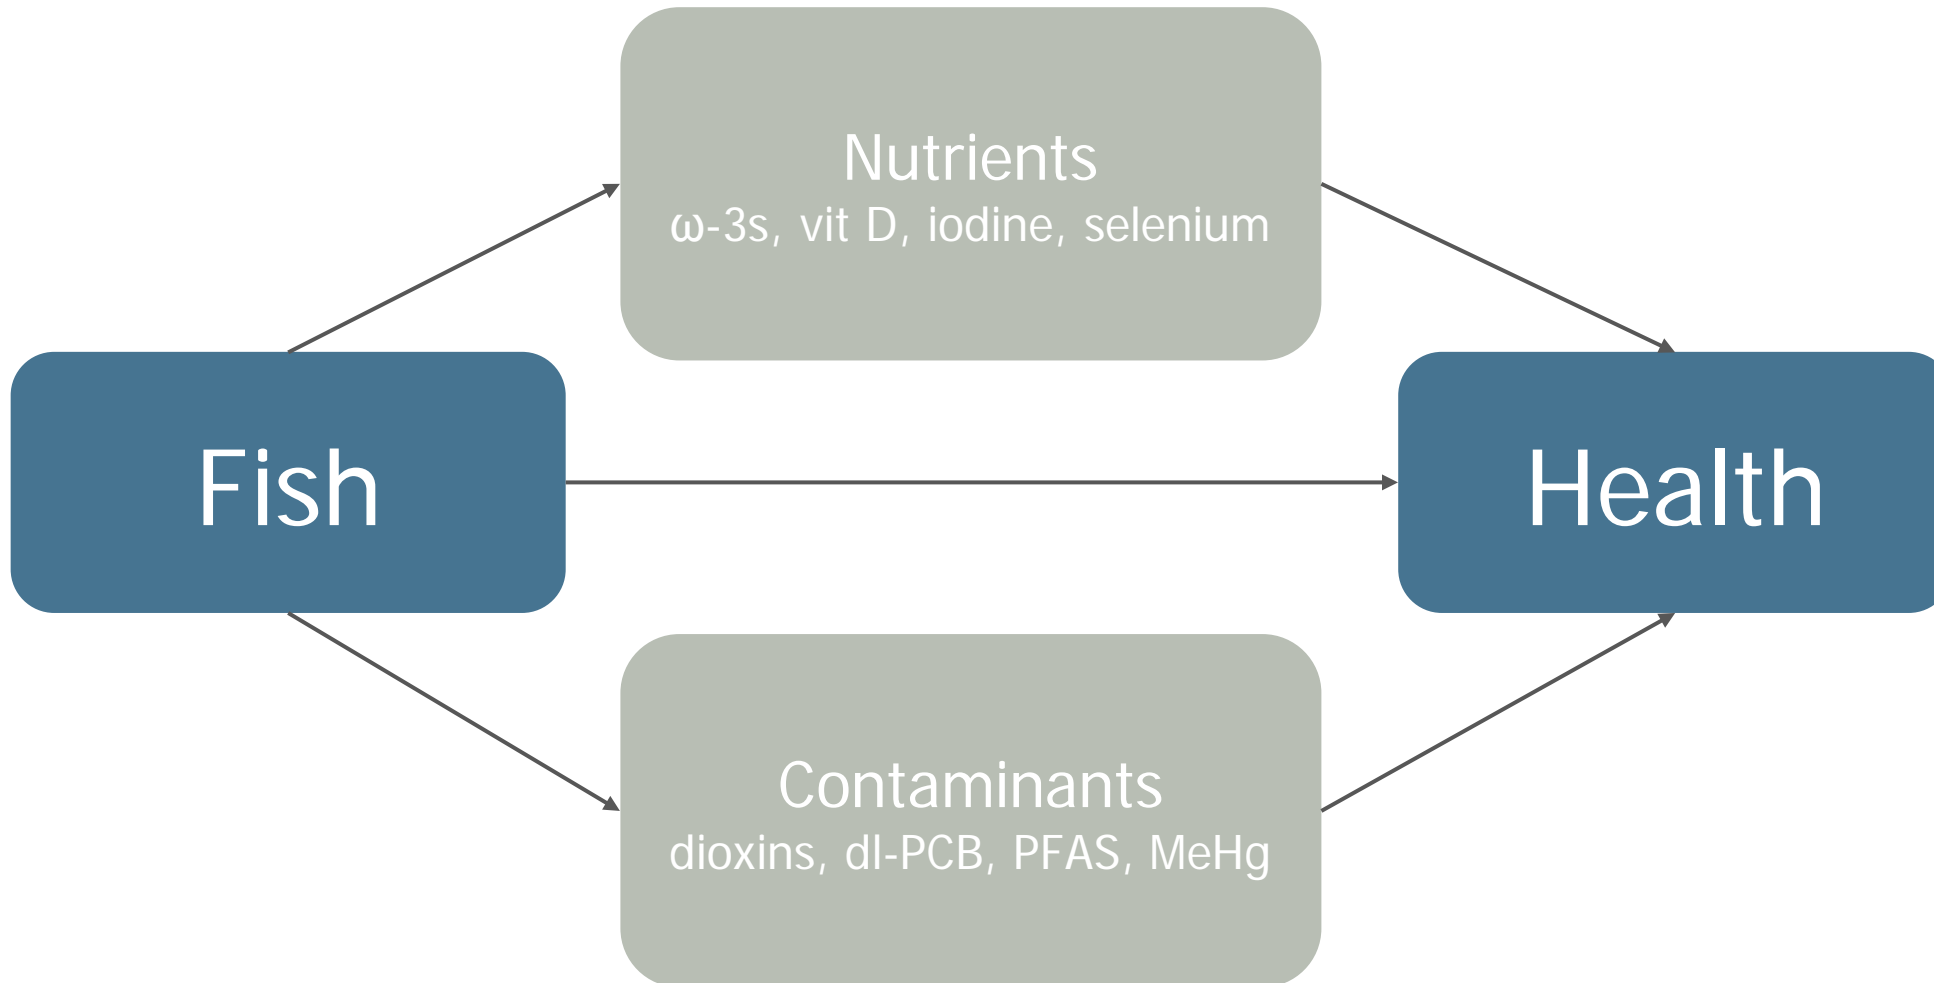 Nutrients
ω-3s, vit D, iodine, selenium
Fish
Health
Contaminants
dioxins, dl-PCB, PFAS, MeHg